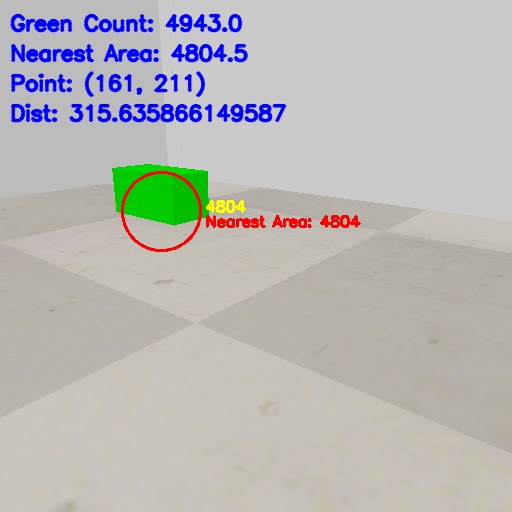 Green Count: 4943.0
Nearest Area: 4804.5
Point: (161, 211)
Dist: 315.635866149587
4804
Nearest Area: 4804